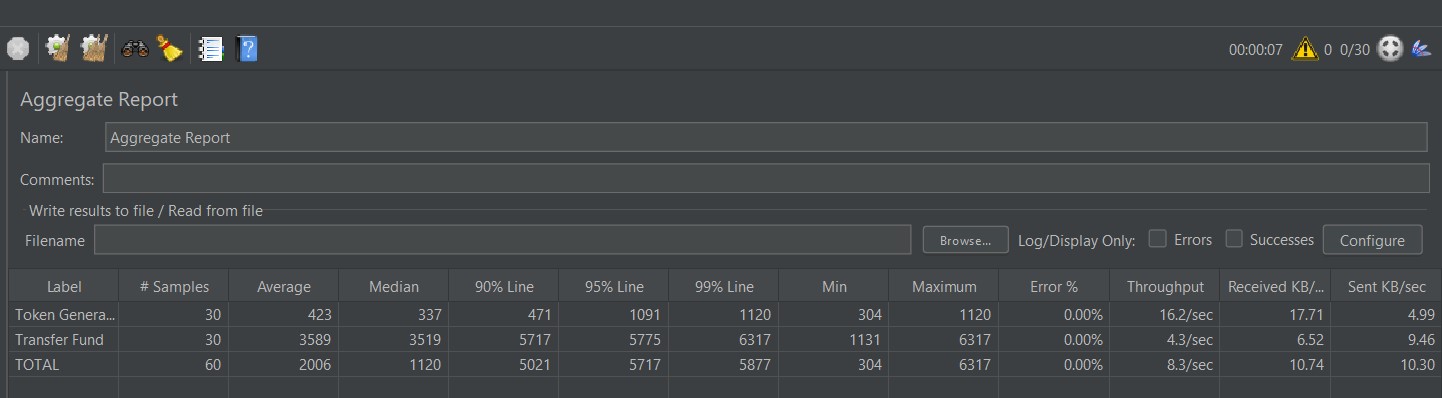 00:00:07 0 0/30
Aggregate Report
Name: Aggregate Report
Comments:
Write results to file / Read from file
Filename Browse... Log/Display Only: Errors Successes Configure
Label # Samples Average Median 90% Line 95% Line 99% Line Min Maximum Error % Throughput Received KB/... Sent KB/sec
Token Genera... 30 423 337 471 1091 1120 304 1120 0.00% 16.2/sec 17.71 4.99
Transfer Fund 30 3589 3519 5717 5775 6317 1131 6317 0.00% 4.3/sec 6.52 9.46
TOTAL 60 2006 1120 5021 5717 5877 304 6317 0.00% 8.3/sec 10.74 10.30